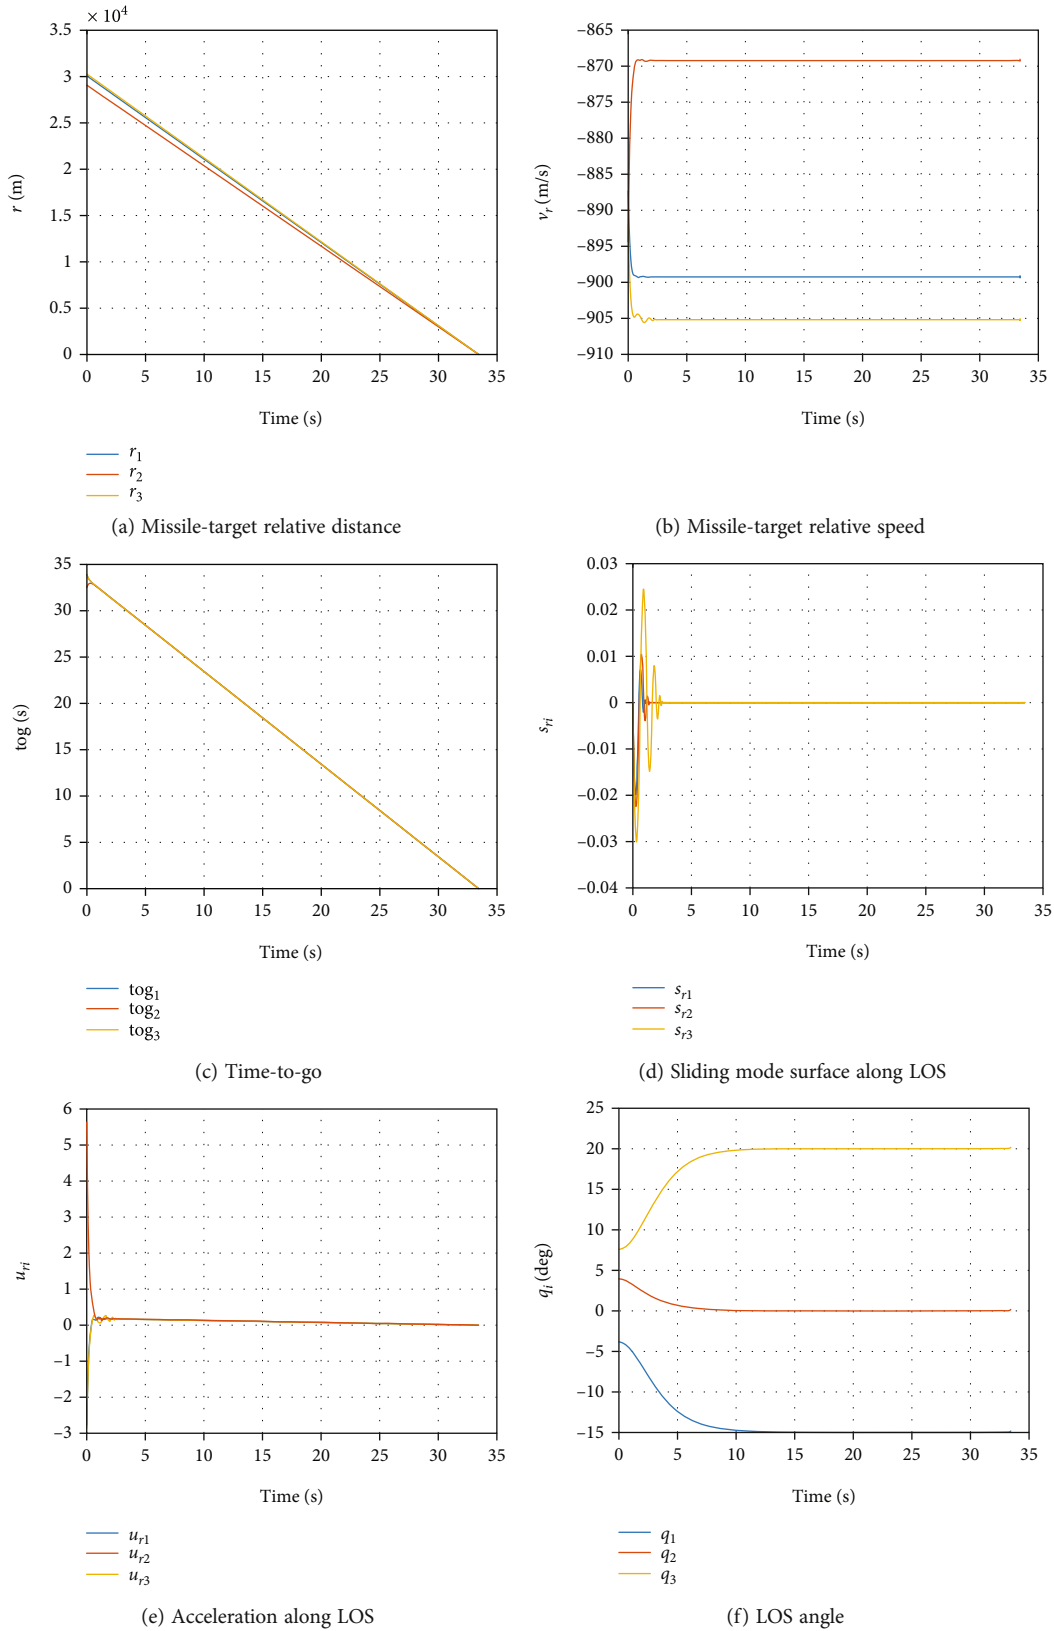 × 10⁴
3.5
3
2.5
2
1.5
1
0.5
0
r (m)
0 5 10 15 20 25 30 35
Time (s)
r₁
r₂
r₃
(a) Missile-target relative distance
–865
–870
–875
–880
–885
–890
–895
–900
–905
–910
vᵣ (m/s)
0 5 10 15 20 25 30 35
Time (s)
(b) Missile-target relative speed
35
30
25
20
15
10
5
0
tog (s)
0 5 10 15 20 25 30 35
Time (s)
tog₁
tog₂
tog₃
(c) Time-to-go
0.03
0.02
0.01
0
–0.01
–0.02
–0.03
–0.04
sᵣᵢ
0 5 10 15 20 25 30 35
Time (s)
sᵣ₁
sᵣ₂
sᵣ₃
(d) Sliding mode surface along LOS
6
5
4
3
2
1
0
–1
–2
–3
uᵣᵢ
0 5 10 15 20 25 30 35
Time (s)
uᵣ₁
uᵣ₂
uᵣ₃
(e) Acceleration along LOS
25
20
15
10
5
0
–5
–10
–15
qᵢ (deg)
0 5 10 15 20 25 30 35
Time (s)
q₁
q₂
q₃
(f) LOS angle